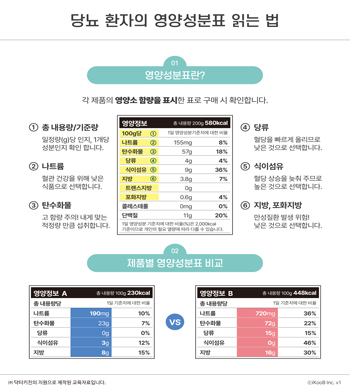 당뇨 환자의 영양성분표 읽는 법
01
영양성분표란?
각 제품의 영양소 함량을 표시한 표로 구매 시 확인합니다.
① 총 내용량/기준량
일정량(g)당 인지, 1개당
성분인지 확인 합니다.
② 나트륨
혈관 건강을 위해 낮은
식품으로 선택합니다.
③ 탄수화물
고 함량 주의! 내게 맞는
적정량 만큼 섭취합니다.
영양정보 총 내용량 200g 580kcal
100g당 ① 1일 영양성분기준치에 대한 비율
나트륨 ② 155mg 8%
탄수화물 ③ 57g 18%
당류 ④ 4g 4%
식이섬유 ⑤ 9g 36%
지방 ⑥ 3.8g 7%
트랜스지방 0g
포화지방 0.6g 4%
콜레스테롤 0mg 0%
단백질 11g 20%
1일 영양성분 기준치에 대한 비율(%)은 2,000kcal
기준이므로 개인의 필요 열량에 따라 다를 수 있습니다.
④ 당류
혈당을 빠르게 올리므로
낮은 것으로 선택합니다.
⑤ 식이섬유
혈당 상승을 늦춰 주므로
높은 것으로 선택합니다.
⑥ 지방, 포화지방
만성질환 발생 위험!
낮은 것으로 선택합니다.
02
제품별 영양성분표 비교
영양정보 A 총 내용량 100g 230kcal
총 내용량당 1일 기준치에 대한 비율
나트륨 190mg 10%
탄수화물 23g 7%
당류 0g 0%
식이섬유 3g 12%
지방 8g 15%
VS
영양정보 B 총 내용량 100g 448kcal
총 내용량당 1일 기준치에 대한 비율
나트륨 720mg 36%
탄수화물 72g 22%
당류 15g 15%
식이섬유 0g 46%
지방 16g 30%
닥터키친의 자원으로 제작된 교육자료입니다.